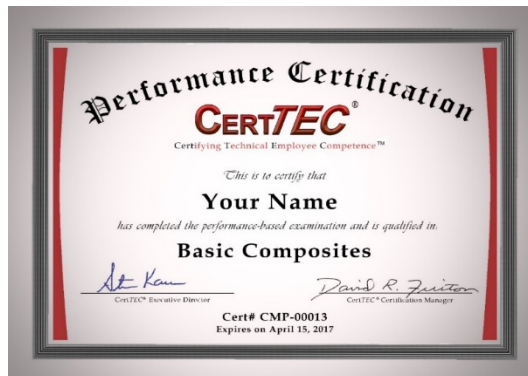 Performance Certification
CERTTEC®
Certifying Technical Employee Competence™
This is to certify that
Your Name
has completed the performance-based examination and is qualified in:
Basic Composites
David R.
CertTEC® Executive Director
CertTEC® Certification Manager
Cert# CMP-00013
Expires on April 15, 2017